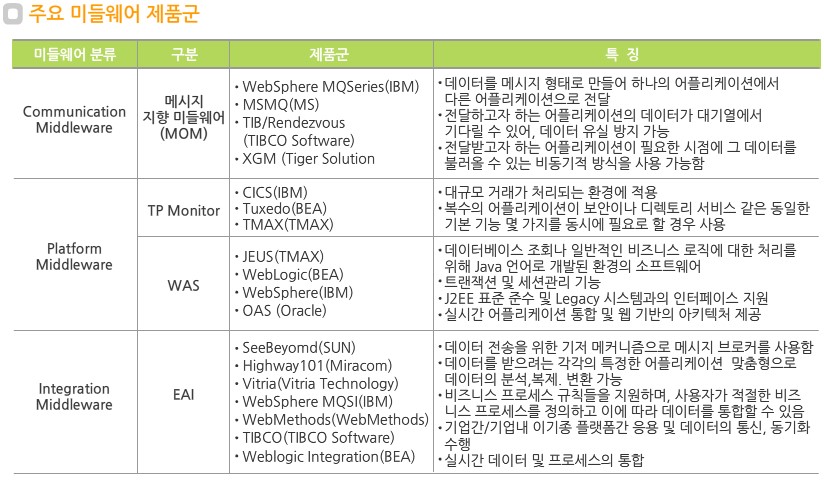 주요 미들웨어 제품군
미들웨어 분류
구분
제품군
특 징
Communication
Middleware
메시지
지향 미들웨어
(MOM)
• WebSphere MQSeries(IBM)
• MSMQ(MS)
• TIB/Rendezvous
(TIBCO Software)
• XGM (Tiger Solution
• 데이터를 메시지 형태로 만들어 하나의 어플리케이션에서
다른 어플리케이션으로 전달
• 전달하고자 하는 어플리케이션의 데이터가 대기열에서
기다릴 수 있어, 데이터 유실 방지 가능
• 전달받고자 하는 어플리케이션이 필요한 시점에 그 데이터를
불러올 수 있는 비동기적 방식을 사용 가능함
Platform
Middleware
TP Monitor
• CICS(IBM)
• Tuxedo(BEA)
• TMAX(TMAX)
• 대규모 거래가 처리되는 환경에 적용
• 복수의 어플리케이션이 보안이나 디렉토리 서비스 같은 동일한
기본 기능 몇 가지를 동시에 필요로 할 경우 사용
WAS
• JEUS(TMAX)
• WebLogic(BEA)
• WebSphere(IBM)
• OAS (Oracle)
• 데이터베이스 조회나 일반적인 비즈니스 로직에 대한 처리를
위해 Java 언어로 개발된 환경의 소프트웨어
• 트랜잭션 및 세션관리 기능
• J2EE 표준 준수 및 Legacy 시스템과의 인터페이스 지원
• 실시간 어플리케이션 통합 및 웹 기반의 아키텍처 제공
Integration
Middleware
EAI
• SeeBeyomd(SUN)
• Highway101(Miracom)
• Vitria(Vitria Technology)
• WebSphere MQSI(IBM)
• WebMethods(WebMethods)
• TIBCO(TIBCO Software)
• Weblogic Integration(BEA)
• 데이터 전송을 위한 기저 메커니즘으로 메시지 브로커를 사용함
• 데이터를 받으려는 각각의 특정한 어플리케이션 맞춤형으로
데이터의 분석,복제. 변환 가능
• 비즈니스 프로세스 규칙들을 지원하며, 사용자가 적절한 비즈
니스 프로세스를 정의하고 이에 따라 데이터를 통합할 수 있음
• 기업간/기업내 이기종 플랫폼간 응용 및 데이터의 통신, 동기화
수행
• 실시간 데이터 및 프로세스의 통합